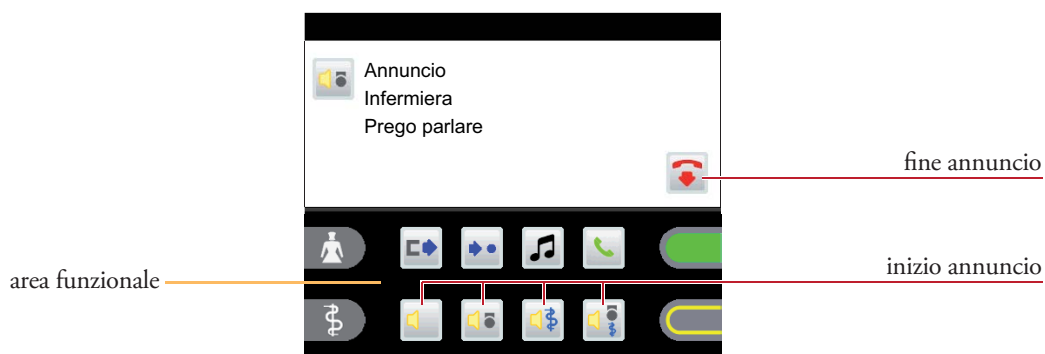 Annuncio
Infermiera
Prego parlare
fine annuncio
inizio annuncio
area funzionale